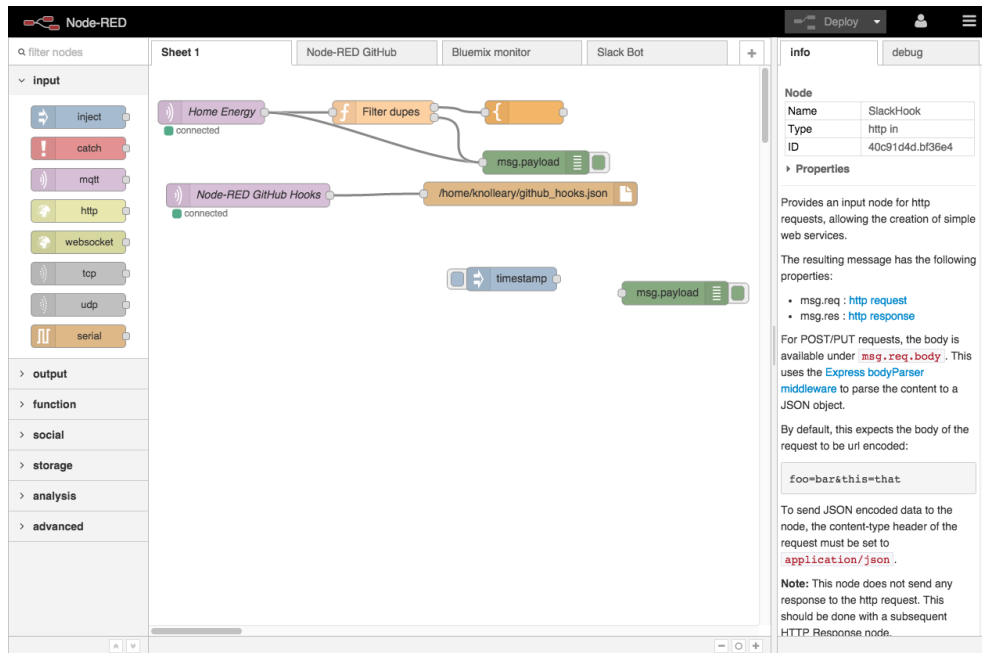 Node-RED
Deploy
filter nodes
Sheet 1
Node-RED GitHub
Bluemix monitor
Slack Bot
+
info
debug
input
inject
catch
mqtt
http
websocket
tcp
udp
serial
output
function
social
storage
analysis
advanced
Home Energy
connected
Filter dupes
msg.payload
Node-RED GitHub Hooks
connected
/home/knolleary/github_hooks.json
timestamp
msg.payload
Node
Name SlackHook
Type http in
ID 40c91d4d.bf36e4
Properties
Provides an input node for http
requests, allowing the creation of simple
web services.
The resulting message has the following
properties:
• msg.req : http request
• msg.res : http response
For POST/PUT requests, the body is
available under msg.req.body . This
uses the Express bodyParser
middleware to parse the content to a
JSON object.
By default, this expects the body of the
request to be url encoded:
foo=bar&this=that
To send JSON encoded data to the
node, the content-type header of the
request must be set to
application/json .
Note: This node does not send any
response to the http request. This
should be done with a subsequent
HTTP Response node.